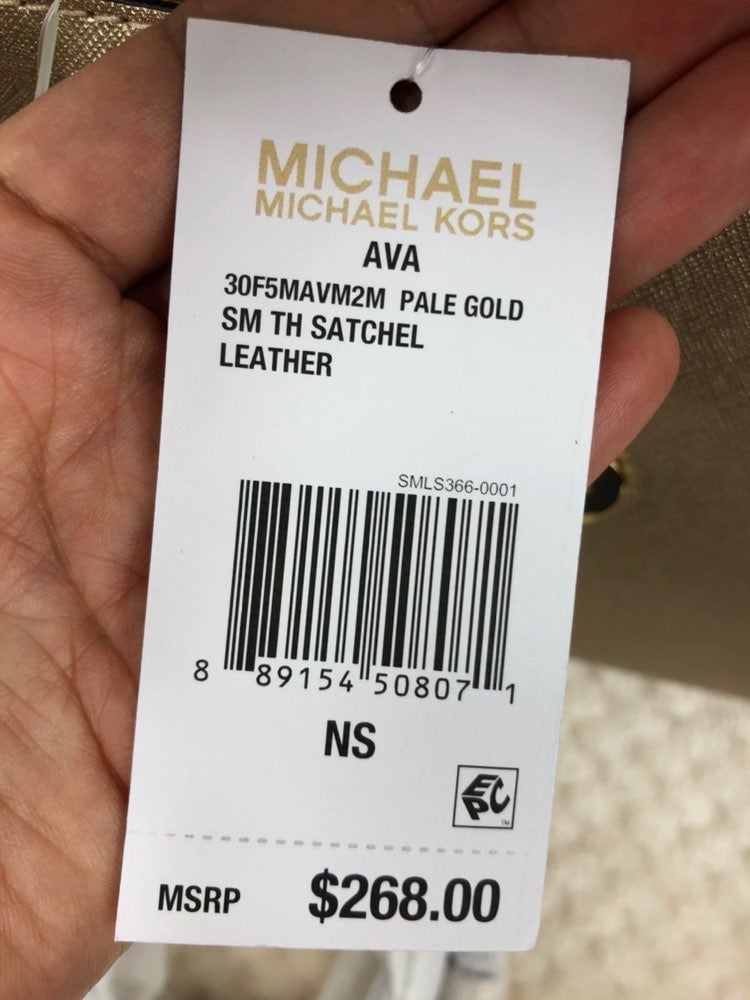 MICHAEL
MICHAEL KORS
AVA
30F5MAVM2M PALE GOLD
SM TH SATCHEL
LEATHER
SMLS366-0001
8 89154 50807 1
NS
EPC
TM
MSRP $268.00